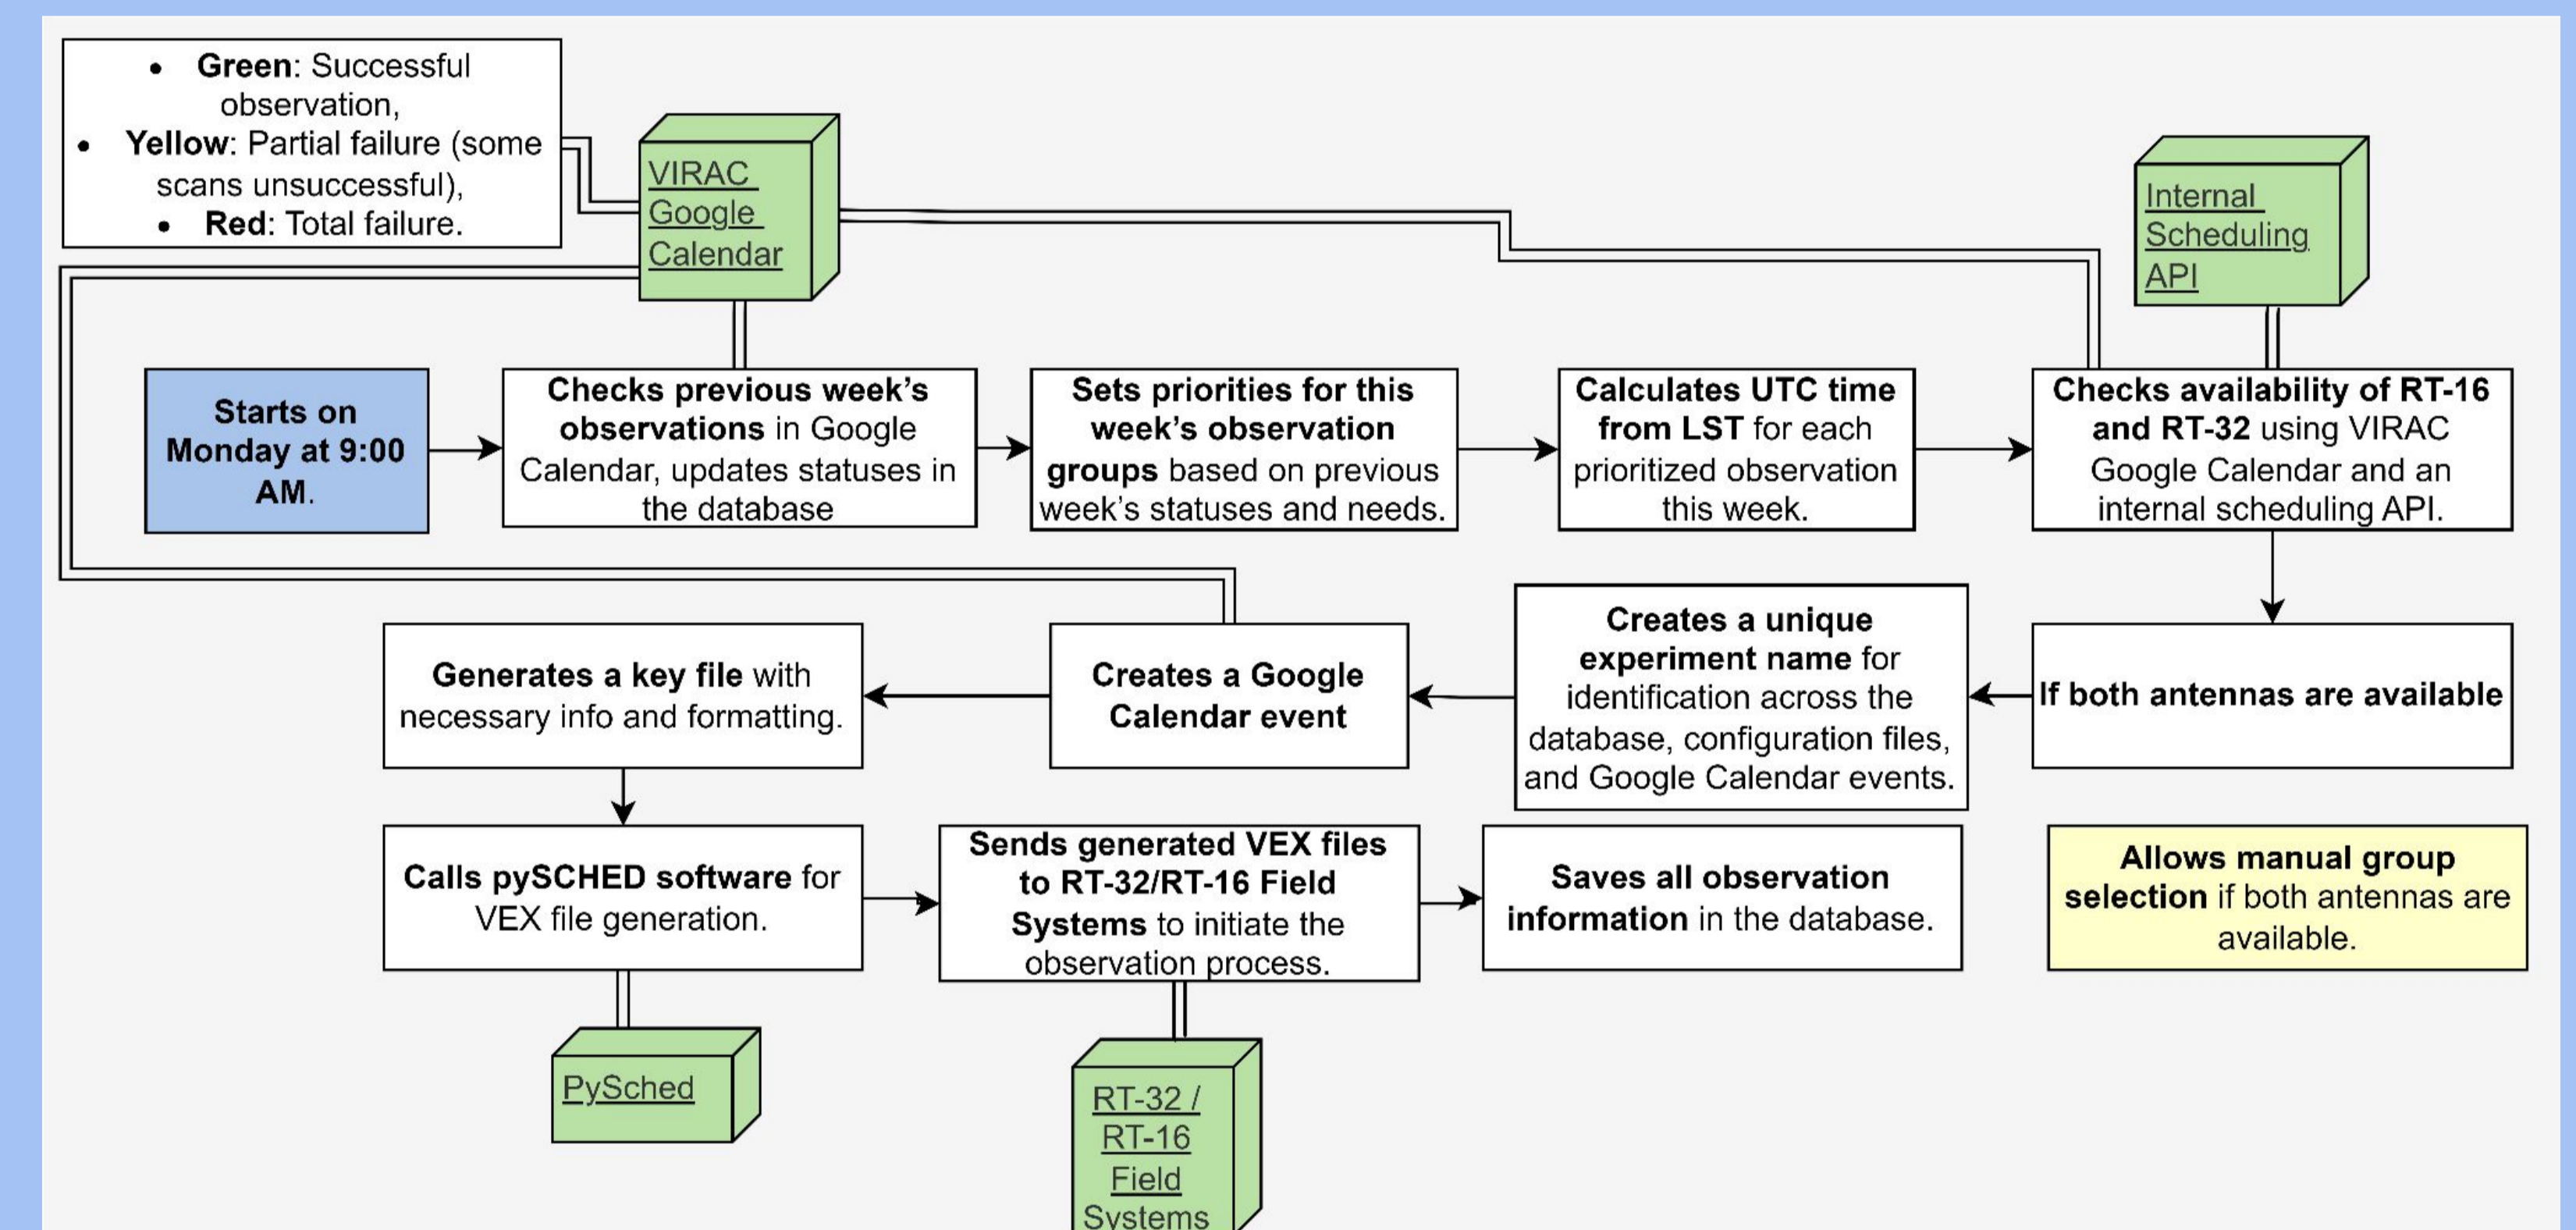 • Green: Successful
observation,
• Yellow: Partial failure (some
scans unsuccessful),
• Red: Total failure.
VIRAC
Google
Calendar
Internal
Scheduling
API
Starts on
Monday at 9:00
AM.
Checks previous week’s
observations in Google
Calendar, updates statuses in
the database
Sets priorities for this
week’s observation
groups based on previous
week’s statuses and needs.
Calculates UTC time
from LST for each
prioritized observation
this week.
Checks availability of RT-16
and RT-32 using VIRAC
Google Calendar and an
internal scheduling API.
If both antennas are available
Creates a unique
experiment name for
identification across the
database, configuration files,
and Google Calendar events.
Creates a Google
Calendar event
Generates a key file with
necessary info and formatting.
Calls pySCHED software for
VEX file generation.
Sends generated VEX files
to RT-32/RT-16 Field
Systems to initiate the
observation process.
Saves all observation
information in the database.
Allows manual group
selection if both antennas are
available.
PySched
RT-32 /
RT-16
Field
Systems